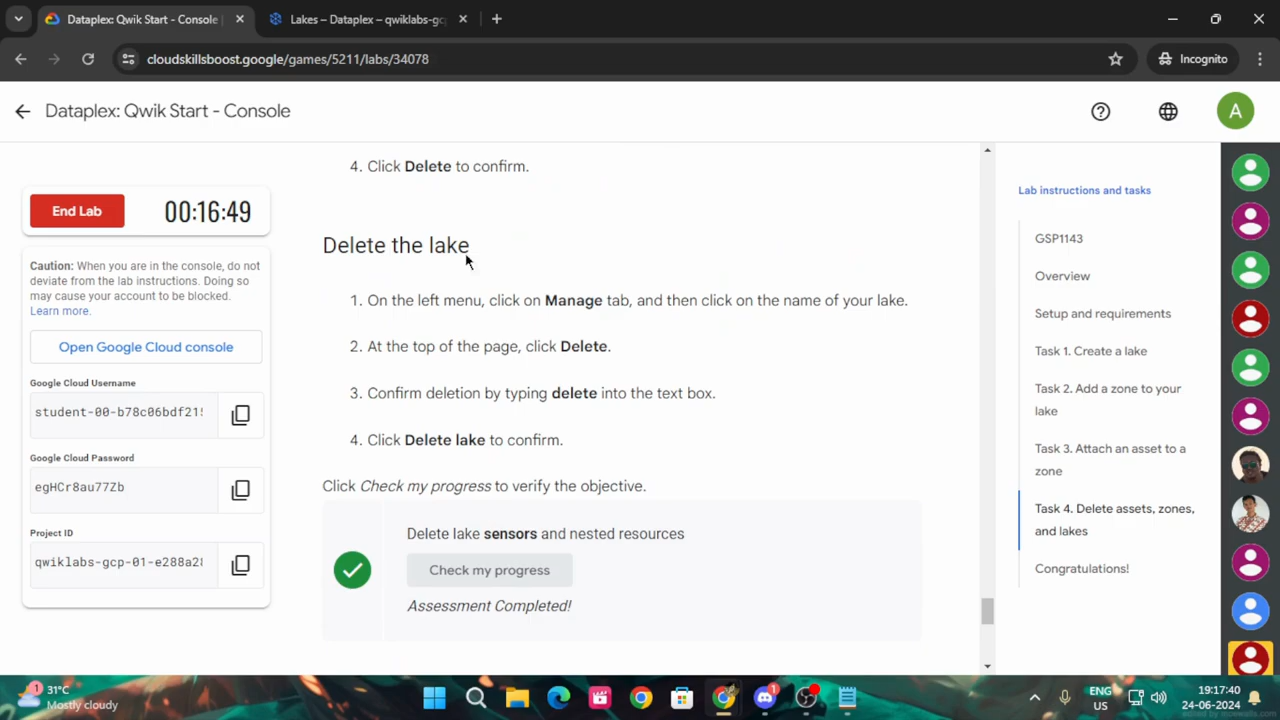 Dataplex: Qwik Start - Console
Lakes – Dataplex – qwiklabs-gc
cloudskillsboost.google/games/5211/labs/34078
Incognito
Dataplex: Qwik Start - Console
A
End Lab
00:16:49
Caution: When you are in the console, do not
deviate from the lab instructions. Doing so
may cause your account to be blocked.
Learn more.
Open Google Cloud console
Google Cloud Username
student-00-b78c06bdf21
Google Cloud Password
egHCr8au77Zb
Project ID
qwiklabs-gcp-01-e288a2
4. Click Delete to confirm.
Delete the lake
1. On the left menu, click on Manage tab, and then click on the name of your lake.
2. At the top of the page, click Delete.
3. Confirm deletion by typing delete into the text box.
4. Click Delete lake to confirm.
Click Check my progress to verify the objective.
Delete lake sensors and nested resources
Check my progress
Assessment Completed!
Lab instructions and tasks
GSP1143
Overview
Setup and requirements
Task 1. Create a lake
Task 2. Add a zone to your
lake
Task 3. Attach an asset to a
zone
Task 4. Delete assets, zones,
and lakes
Congratulations!
1
31°C
Mostly cloudy
1
ENG
US
19:17:40
24-06-2024